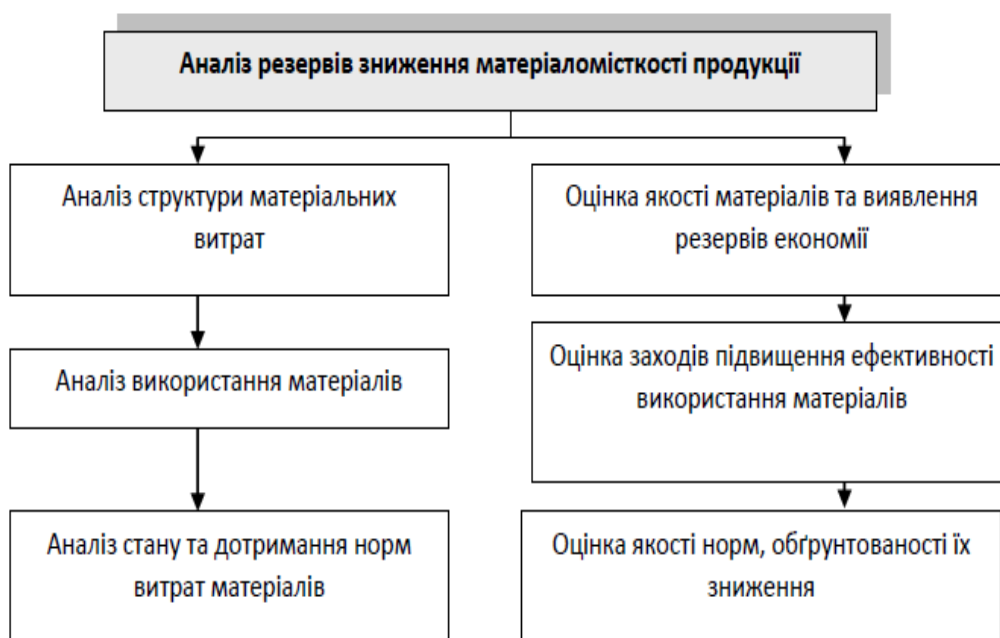 Аналіз резервів зниження матеріаломісткості продукції
Аналіз структури матеріальних
витрат
Оцінка якості матеріалів та виявлення
резервів економії
Аналіз використання матеріалів
Оцінка заходів підвищення ефективності
використання матеріалів
Аналіз стану та дотримання норм
витрат матеріалів
Оцінка якості норм, обґрунтованості їх
зниження